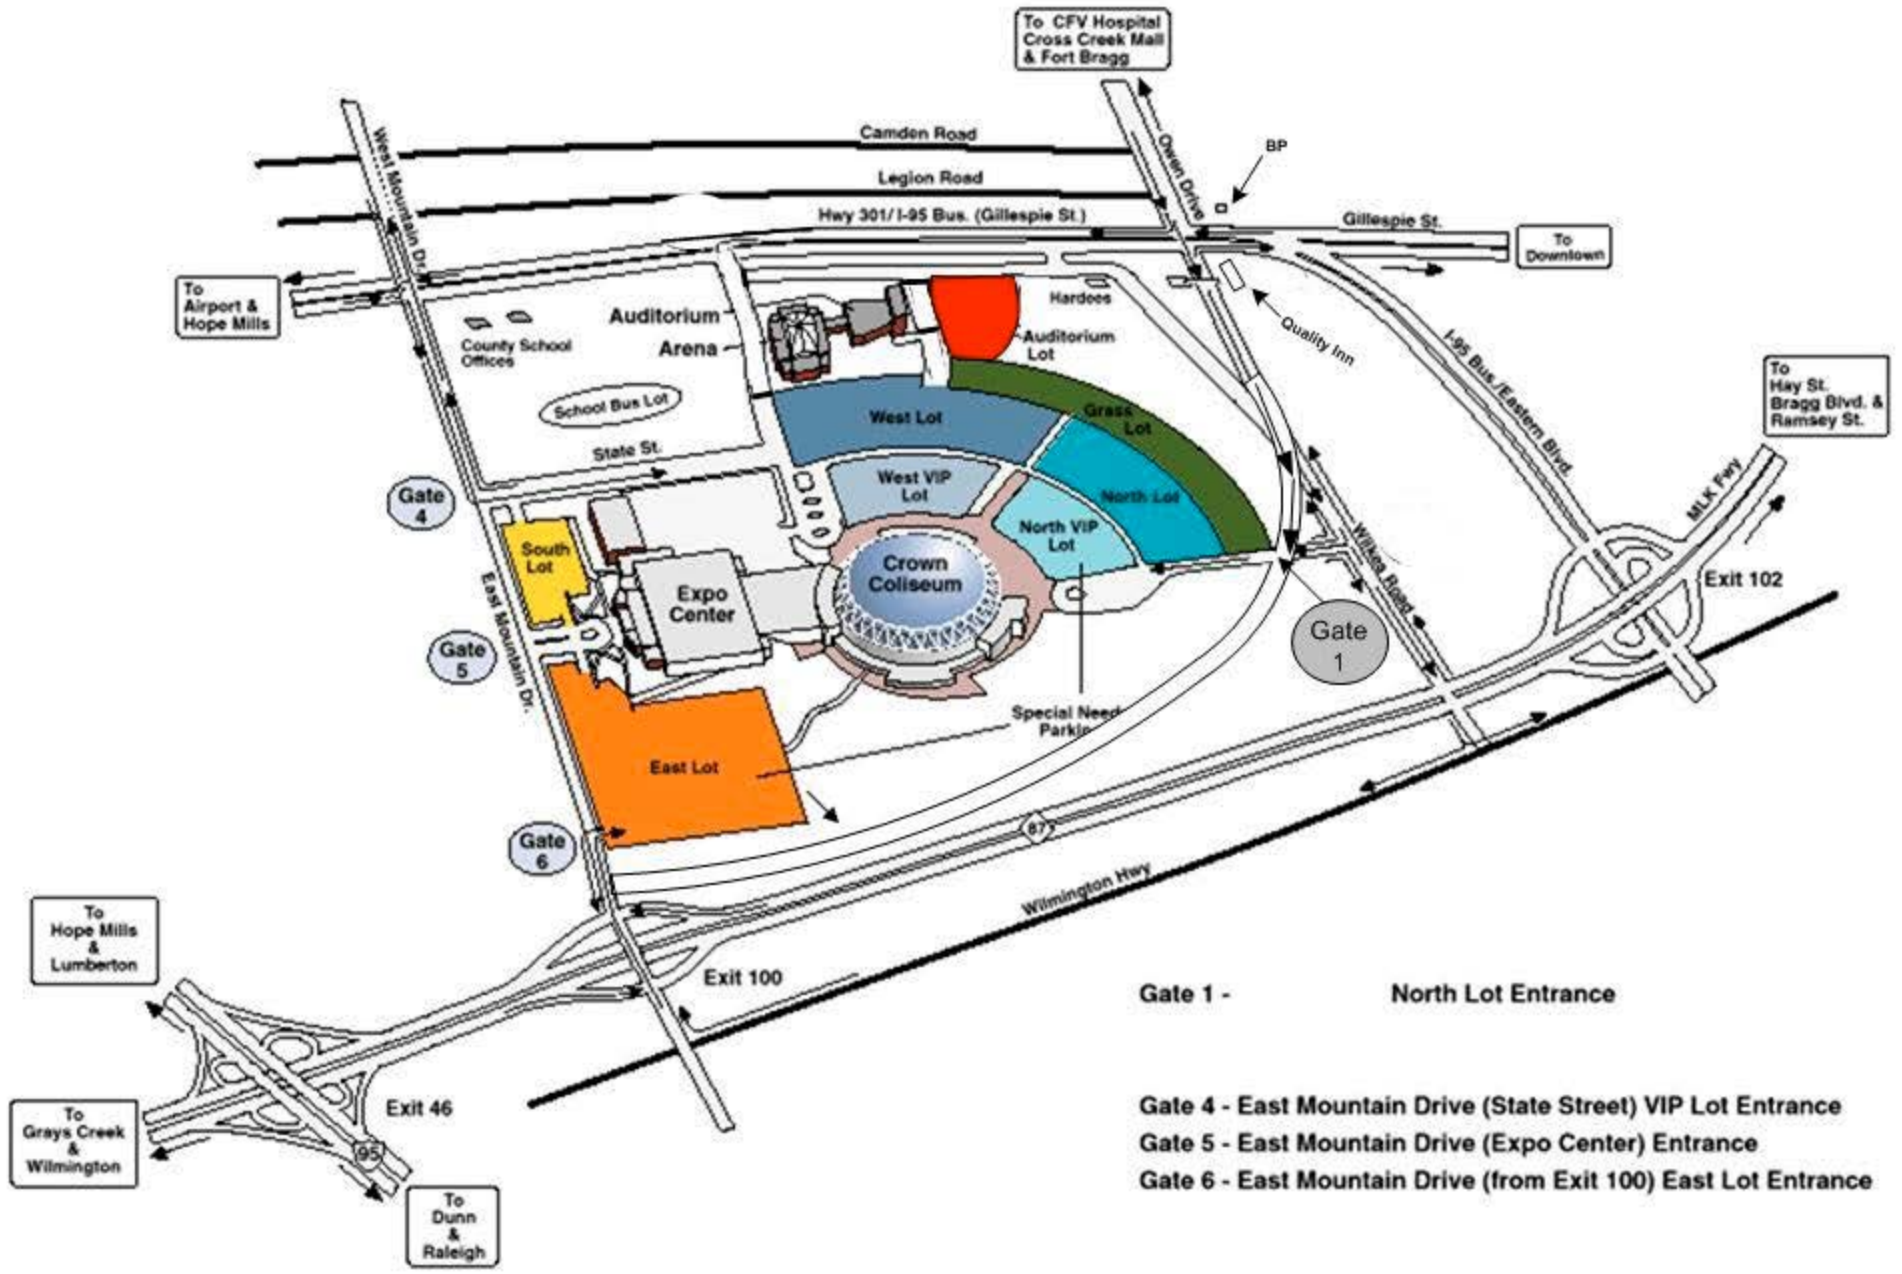 To CFV Hospital
Cross Creek Mall
& Fort Bragg
West Mountain Dr.
Camden Road
Owen Drive
BP
Legion Road
Hwy 301/ I-95 Bus. (Gillespie St.)
Gillespie St.
To
Downtown
To
Airport &
Hope Mills
Hardees
Auditorium
Arena
Auditorium
Lot
Quality Inn
County School
Offices
I-95 Bus./Eastern Blvd.
To
Hay St.
Bragg Blvd. &
Ramsey St.
School Bus Lot
West Lot
Grass
Lot
State St.
West VIP
Lot
North Lot
MLK Fwy
Gate
4
North VIP
Lot
South
Lot
Wilkes Road
Crown
Coliseum
Exit 102
East Mountain Dr.
Expo
Center
Gate
5
Gate
1
Special Need
Parkin
East Lot
Gate
6
87
Wilmington Hwy
To
Hope Mills
&
Lumberton
Exit 100
Gate 1 - North Lot Entrance
To
Grays Creek
&
Wilmington
Exit 46
95
Gate 4 - East Mountain Drive (State Street) VIP Lot Entrance
Gate 5 - East Mountain Drive (Expo Center) Entrance
Gate 6 - East Mountain Drive (from Exit 100) East Lot Entrance
To
Dunn
&
Raleigh